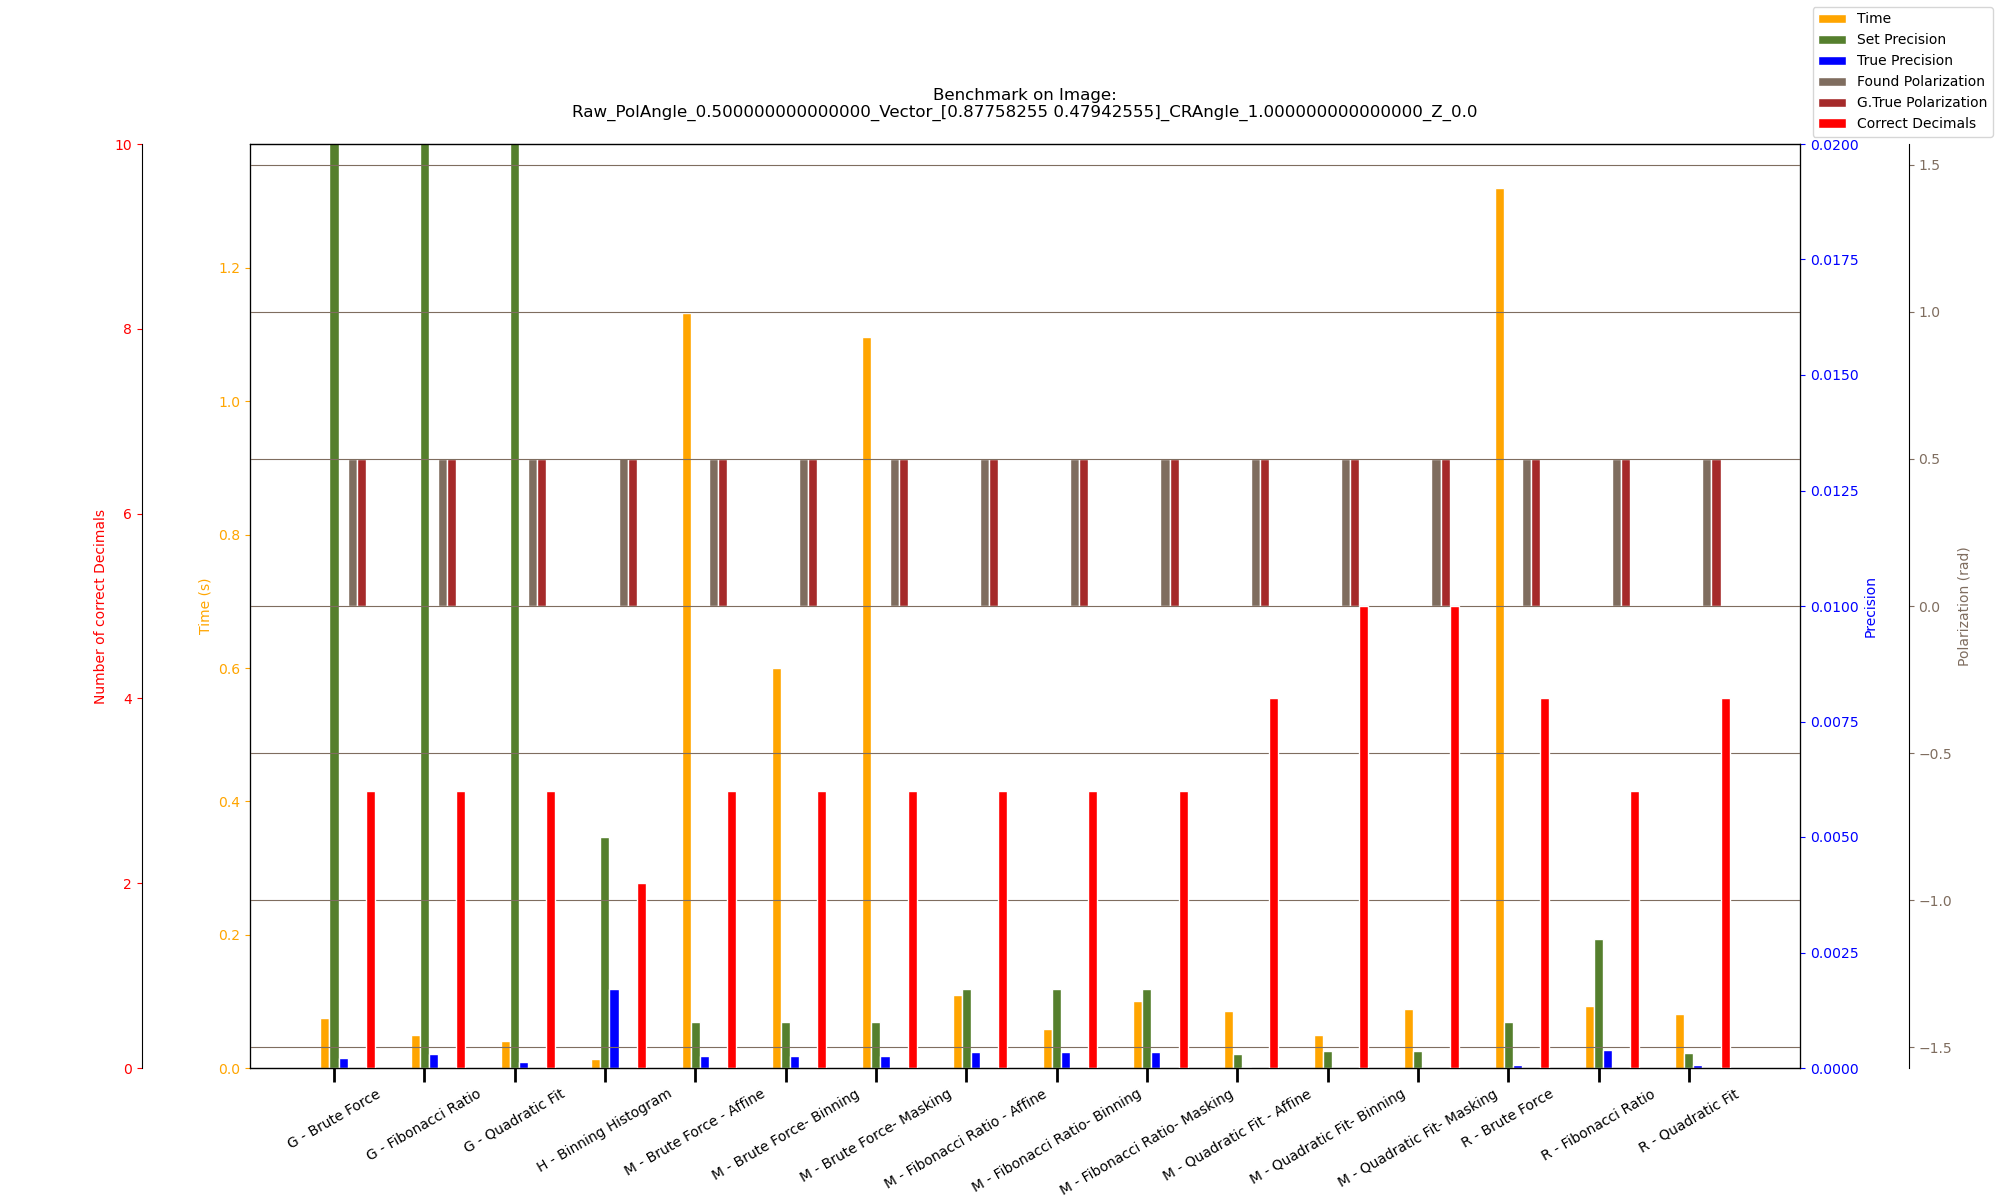 Time
Set Precision
True Precision
Found Polarization
G.True Polarization
Correct Decimals
Benchmark on Image:
Raw_PolAngle_0.500000000000000_Vector_[0.87758255 0.47942555]_CRAngle_1.000000000000000_Z_0.0
10
8
6
4
2
0
Number of correct Decimals
1.2
1.0
0.8
0.6
0.4
0.2
0.0
Time (s)
0.0200
0.0175
0.0150
0.0125
0.0100
0.0075
0.0050
0.0025
0.0000
Precision
1.5
1.0
0.5
0.0
−0.5
−1.0
−1.5
Polarization (rad)
G - Brute Force
G - Fibonacci Ratio
G - Quadratic Fit
H - Binning Histogram
M - Brute Force - Affine
M - Brute Force- Binning
M - Brute Force- Masking
M - Fibonacci Ratio - Affine
M - Fibonacci Ratio- Binning
M - Fibonacci Ratio- Masking
M - Quadratic Fit - Affine
M - Quadratic Fit- Binning
M - Quadratic Fit- Masking
R - Brute Force
R - Fibonacci Ratio
R - Quadratic Fit